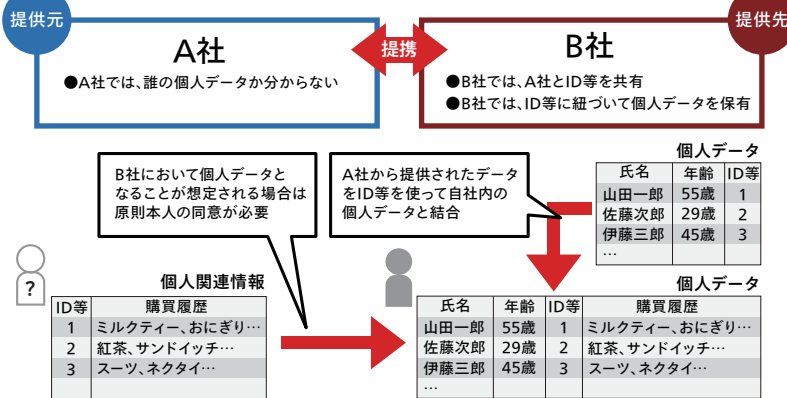 提供元
A社
●A社では、誰の個人データか分からない
提携
提供先
B社
●B社では、A社とID等を共有
●B社では、ID等に紐づいて個人データを保有
B社において個人データと
なることが想定される場合は
原則本人の同意が必要
A社から提供されたデータ
をID等を使って自社内の
個人データと結合
個人データ
氏名 年齢 ID等
山田一郎 55歳 1
佐藤次郎 29歳 2
伊藤三郎 45歳 3
…
?
個人関連情報
ID等 購買履歴
1 ミルクティー、おにぎり…
2 紅茶、サンドイッチ…
3 スーツ、ネクタイ…
個人データ
氏名 年齢 ID等 購買履歴
山田一郎 55歳 1 ミルクティー、おにぎり…
佐藤次郎 29歳 2 紅茶、サンドイッチ…
伊藤三郎 45歳 3 スーツ、ネクタイ…
…